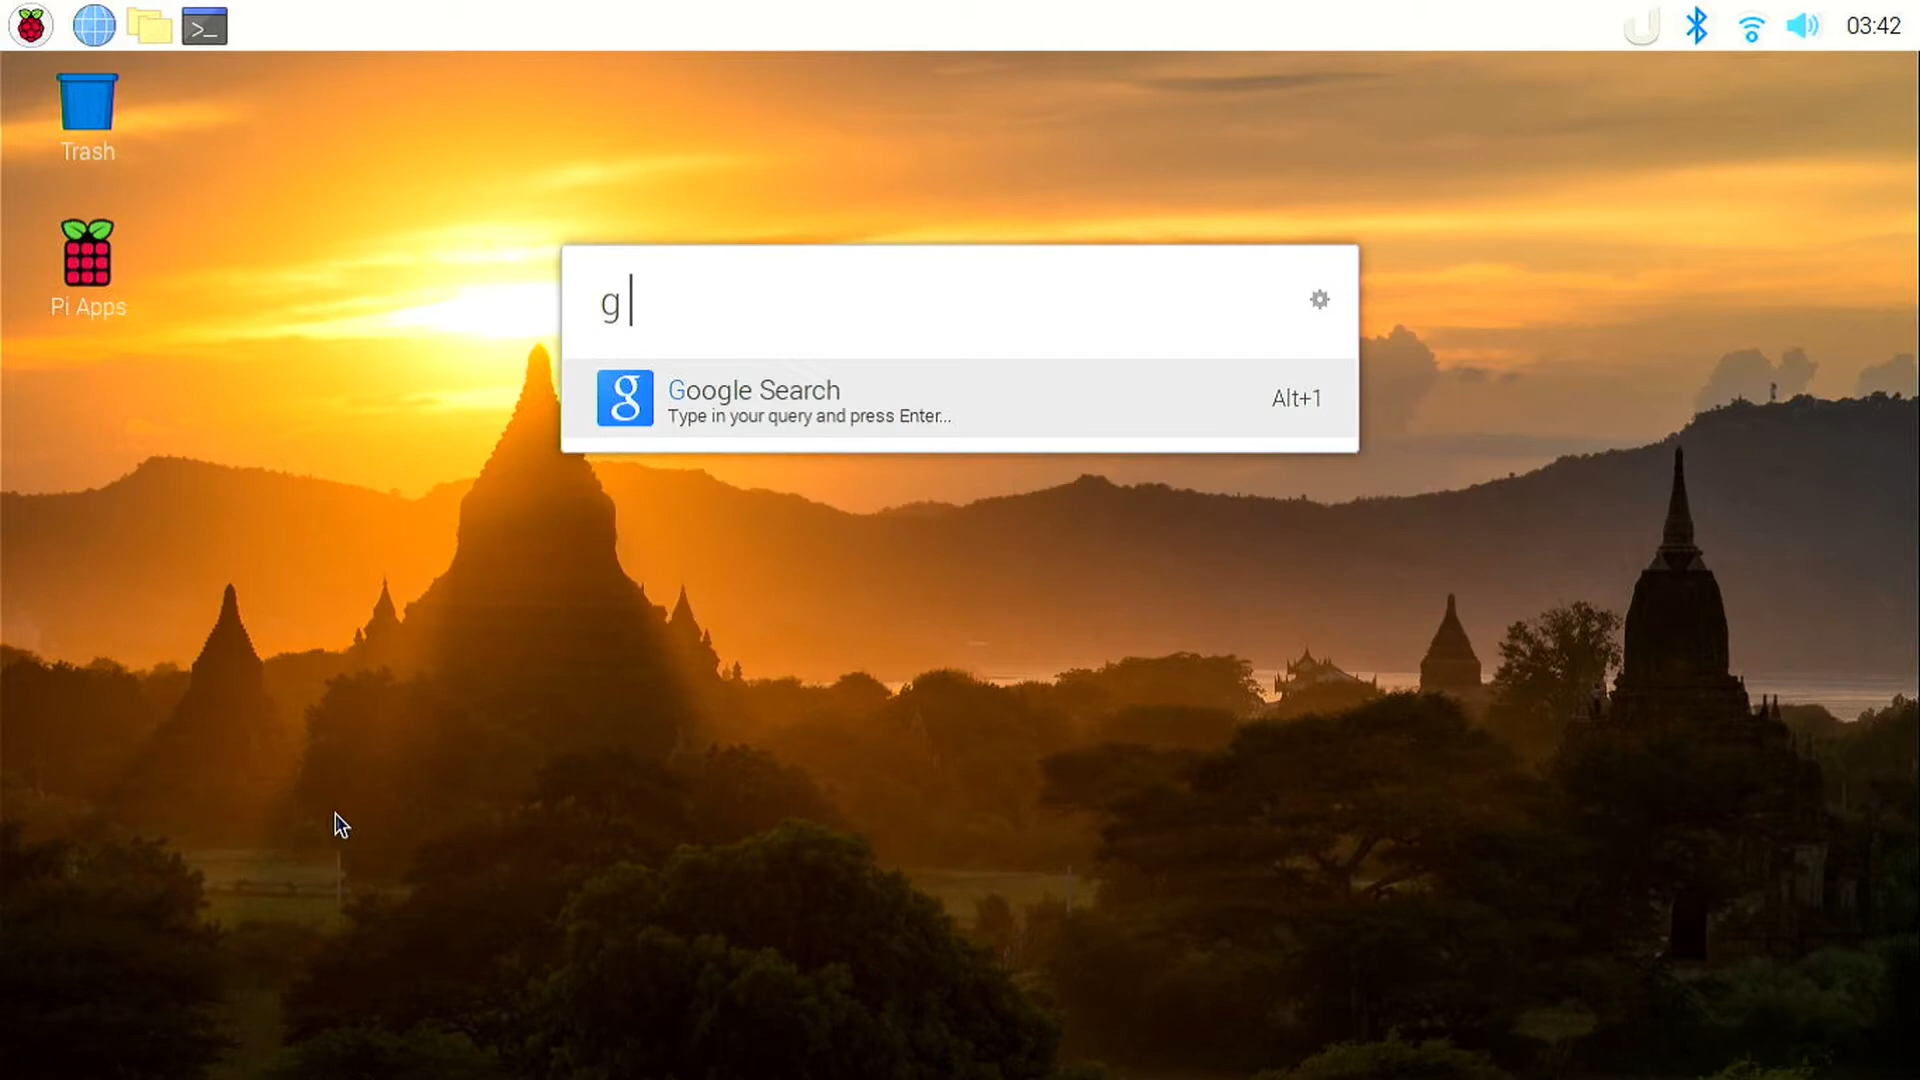 03:42
Trash
Pi Apps
g
Google Search
Type in your query and press Enter...
Alt+1